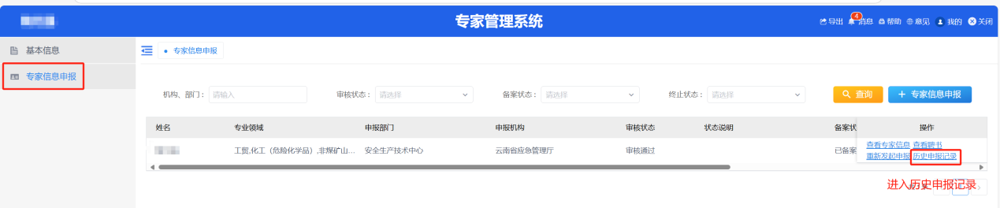 专家管理系统
导出 4 消息 帮助 意见 我的 关闭
基本信息
专家信息申报
专家信息申报
机构、部门： 请输入 审核状态： 请选择 备案状态： 请选择 终止状态： 请选择 查询 + 专家信息申报
姓名 专业领域 申报部门 申报机构 审核状态 状态说明 备案状 操作
工贸,化工（危险化学品）,非煤矿山... 安全生产技术中心 云南省应急管理厅 审核通过 已备案 查看专家信息 查看聘书
重新发起申报 历史申报记录
进入历史申报记录